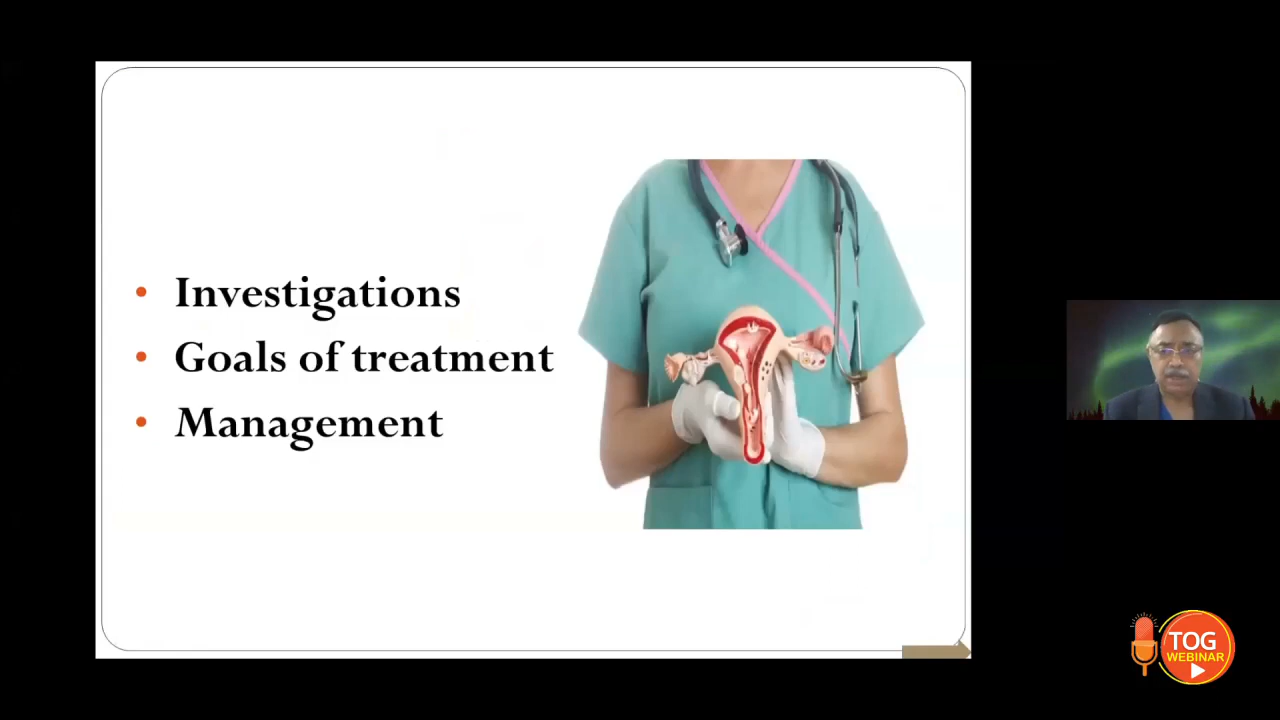 • Investigations
• Goals of treatment
• Management
TOG
WEBINAR